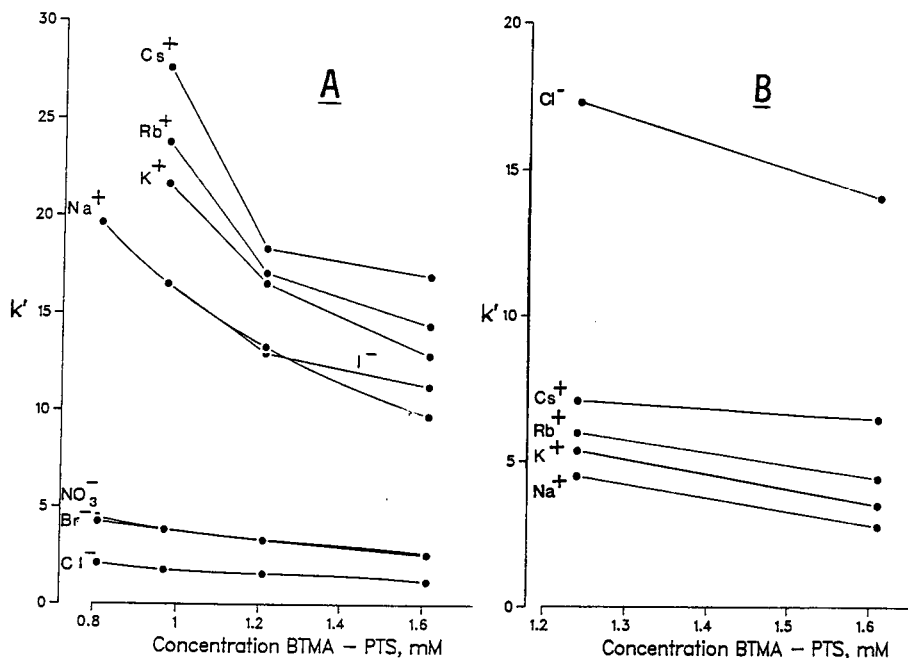 A
30
25
20
15
10
5
0
k'
Cs+
Rb+
K+
Na+
I−
NO3−
Br−
Cl−
0.8 1 1.2 1.4 1.6
Concentration BTMA – PTS, mM
B
20
15
10
5
0
k'
Cl−
Cs+
Rb+
K+
Na+
1.2 1.3 1.4 1.5 1.6 1.7
Concentration BTMA – PTS, mM